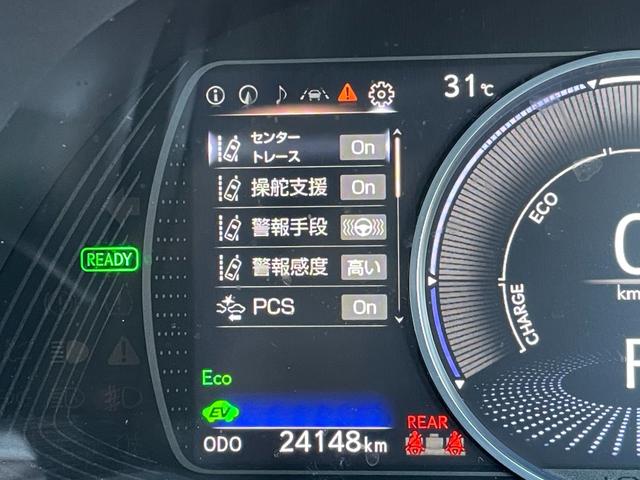 31℃
センター
トレース On
操舵支援 On
警報手段
警報感度 高い
PCS On
READY
ECO
CHARGE
km
Eco
EV
REAR
ODO 24148km